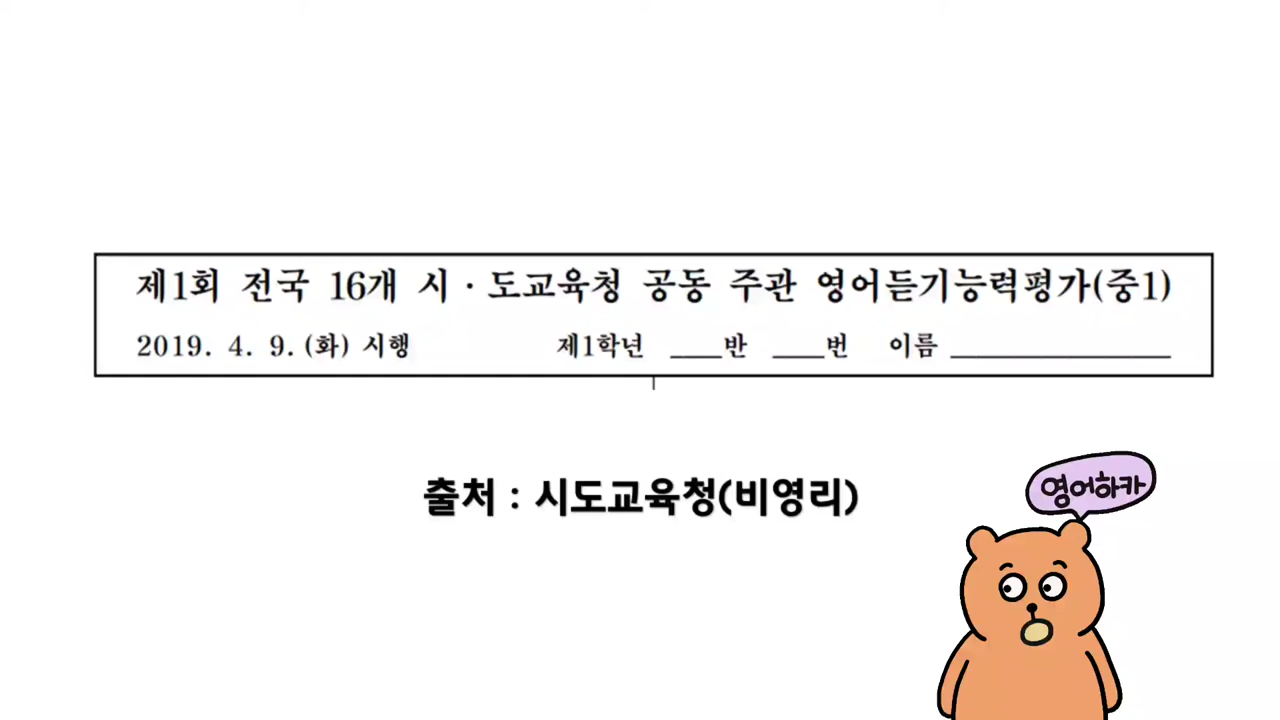 제1회 전국 16개 시·도교육청 공동 주관 영어듣기능력평가(중1)
2019. 4. 9. (화) 시행 제1학년 ____반 ____번 이름 ________________
출처 : 시도교육청(비영리)
영어하카